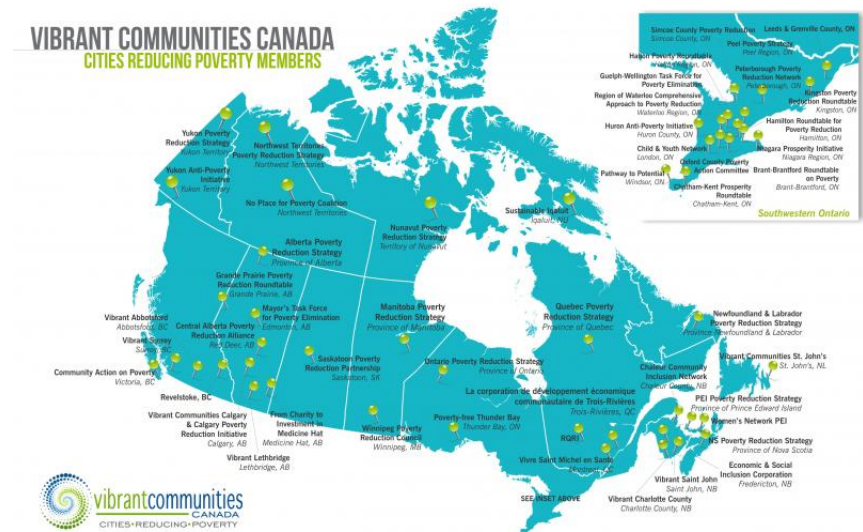 VIBRANT COMMUNITIES CANADA
CITIES REDUCING POVERTY MEMBERS
Yukon Poverty
Reduction Strategy
Yukon Territory
Northwest Territories
Poverty Reduction Strategy
Northwest Territories
Yukon Anti-Poverty
Initiative
Yukon Territory
No Place for Poverty Coalition
Northwest Territories
Nunavut Poverty
Reduction Strategy
Territory of Nunavut
Sustainable Iqaluit
Iqaluit, NU
Alberta Poverty
Reduction Strategy
Province of Alberta
Grande Prairie Poverty
Reduction Roundtable
Grande Prairie, AB
Mayor's Task Force
for Poverty Elimination
Edmonton, AB
Vibrant Abbotsford
Abbotsford, BC
Central Alberta Poverty
Reduction Alliance
Red Deer, AB
Vibrant Surrey
Surrey, BC
Community Action on Poverty
Victoria, BC
Revelstoke, BC
Vibrant Communities Calgary
& Calgary Poverty
Reduction Initiative
Calgary, AB
From Charity to
Investment in
Medicine Hat
Medicine Hat, AB
Vibrant Lethbridge
Lethbridge, AB
Saskatoon Poverty
Reduction Partnership
Saskatoon, SK
Manitoba Poverty
Reduction Strategy
Province of Manitoba
Winnipeg Poverty
Reduction Council
Winnipeg, MB
Ontario Poverty Reduction Strategy
Province of Ontario
Poverty-free Thunder Bay
Thunder Bay, ON
Quebec Poverty
Reduction Strategy
Province of Quebec
La corporation de développement économique
communautaire de Trois-Rivières
Trois-Rivières, QC
RQRI
Vivre Saint Michel en Santé
Montreal, QC
SEE INSET ABOVE
Newfoundland & Labrador
Poverty Reduction Strategy
Province Newfoundland & Labrador
Vibrant Communities St. John's
St. John's, NL
Chaleur Community
Inclusion Network
Chaleur County, NB
PEI Poverty Reduction Strategy
Province of Prince Edward Island
Women's Network PEI
NS Poverty Reduction Strategy
Province of Nova Scotia
Economic & Social
Inclusion Corporation
Fredericton, NB
Vibrant Saint John
Saint John, NB
Vibrant Charlotte County
Charlotte County, NB
Simcoe County Poverty Reduction
Simcoe County, ON
Leeds & Grenville County, ON
Peel Poverty Strategy
Peel Region, ON
Halton Poverty Roundtable
Peterborough Poverty
Reduction Network
Peterborough, ON
Guelph-Wellington Task Force for
Poverty Elimination
Kingston Poverty
Reduction Roundtable
Kingston, ON
Region of Waterloo Comprehensive
Approach to Poverty Reduction
Waterloo Region, ON
Huron Anti-Poverty Initiative
Huron County, ON
Hamilton Roundtable for
Poverty Reduction
Hamilton, ON
Child & Youth Network
London, ON
Niagara Prosperity Initiative
Niagara Region, ON
Oxford County Poverty
Action Committee
Pathway to Potential
Windsor, ON
Brant-Brantford Roundtable
on Poverty
Brant-Brantford, ON
Chatham-Kent Prosperity
Roundtable
Chatham-Kent, ON
Southwestern Ontario
vibrantcommunities
CANADA
CITIES•REDUCING•POVERTY